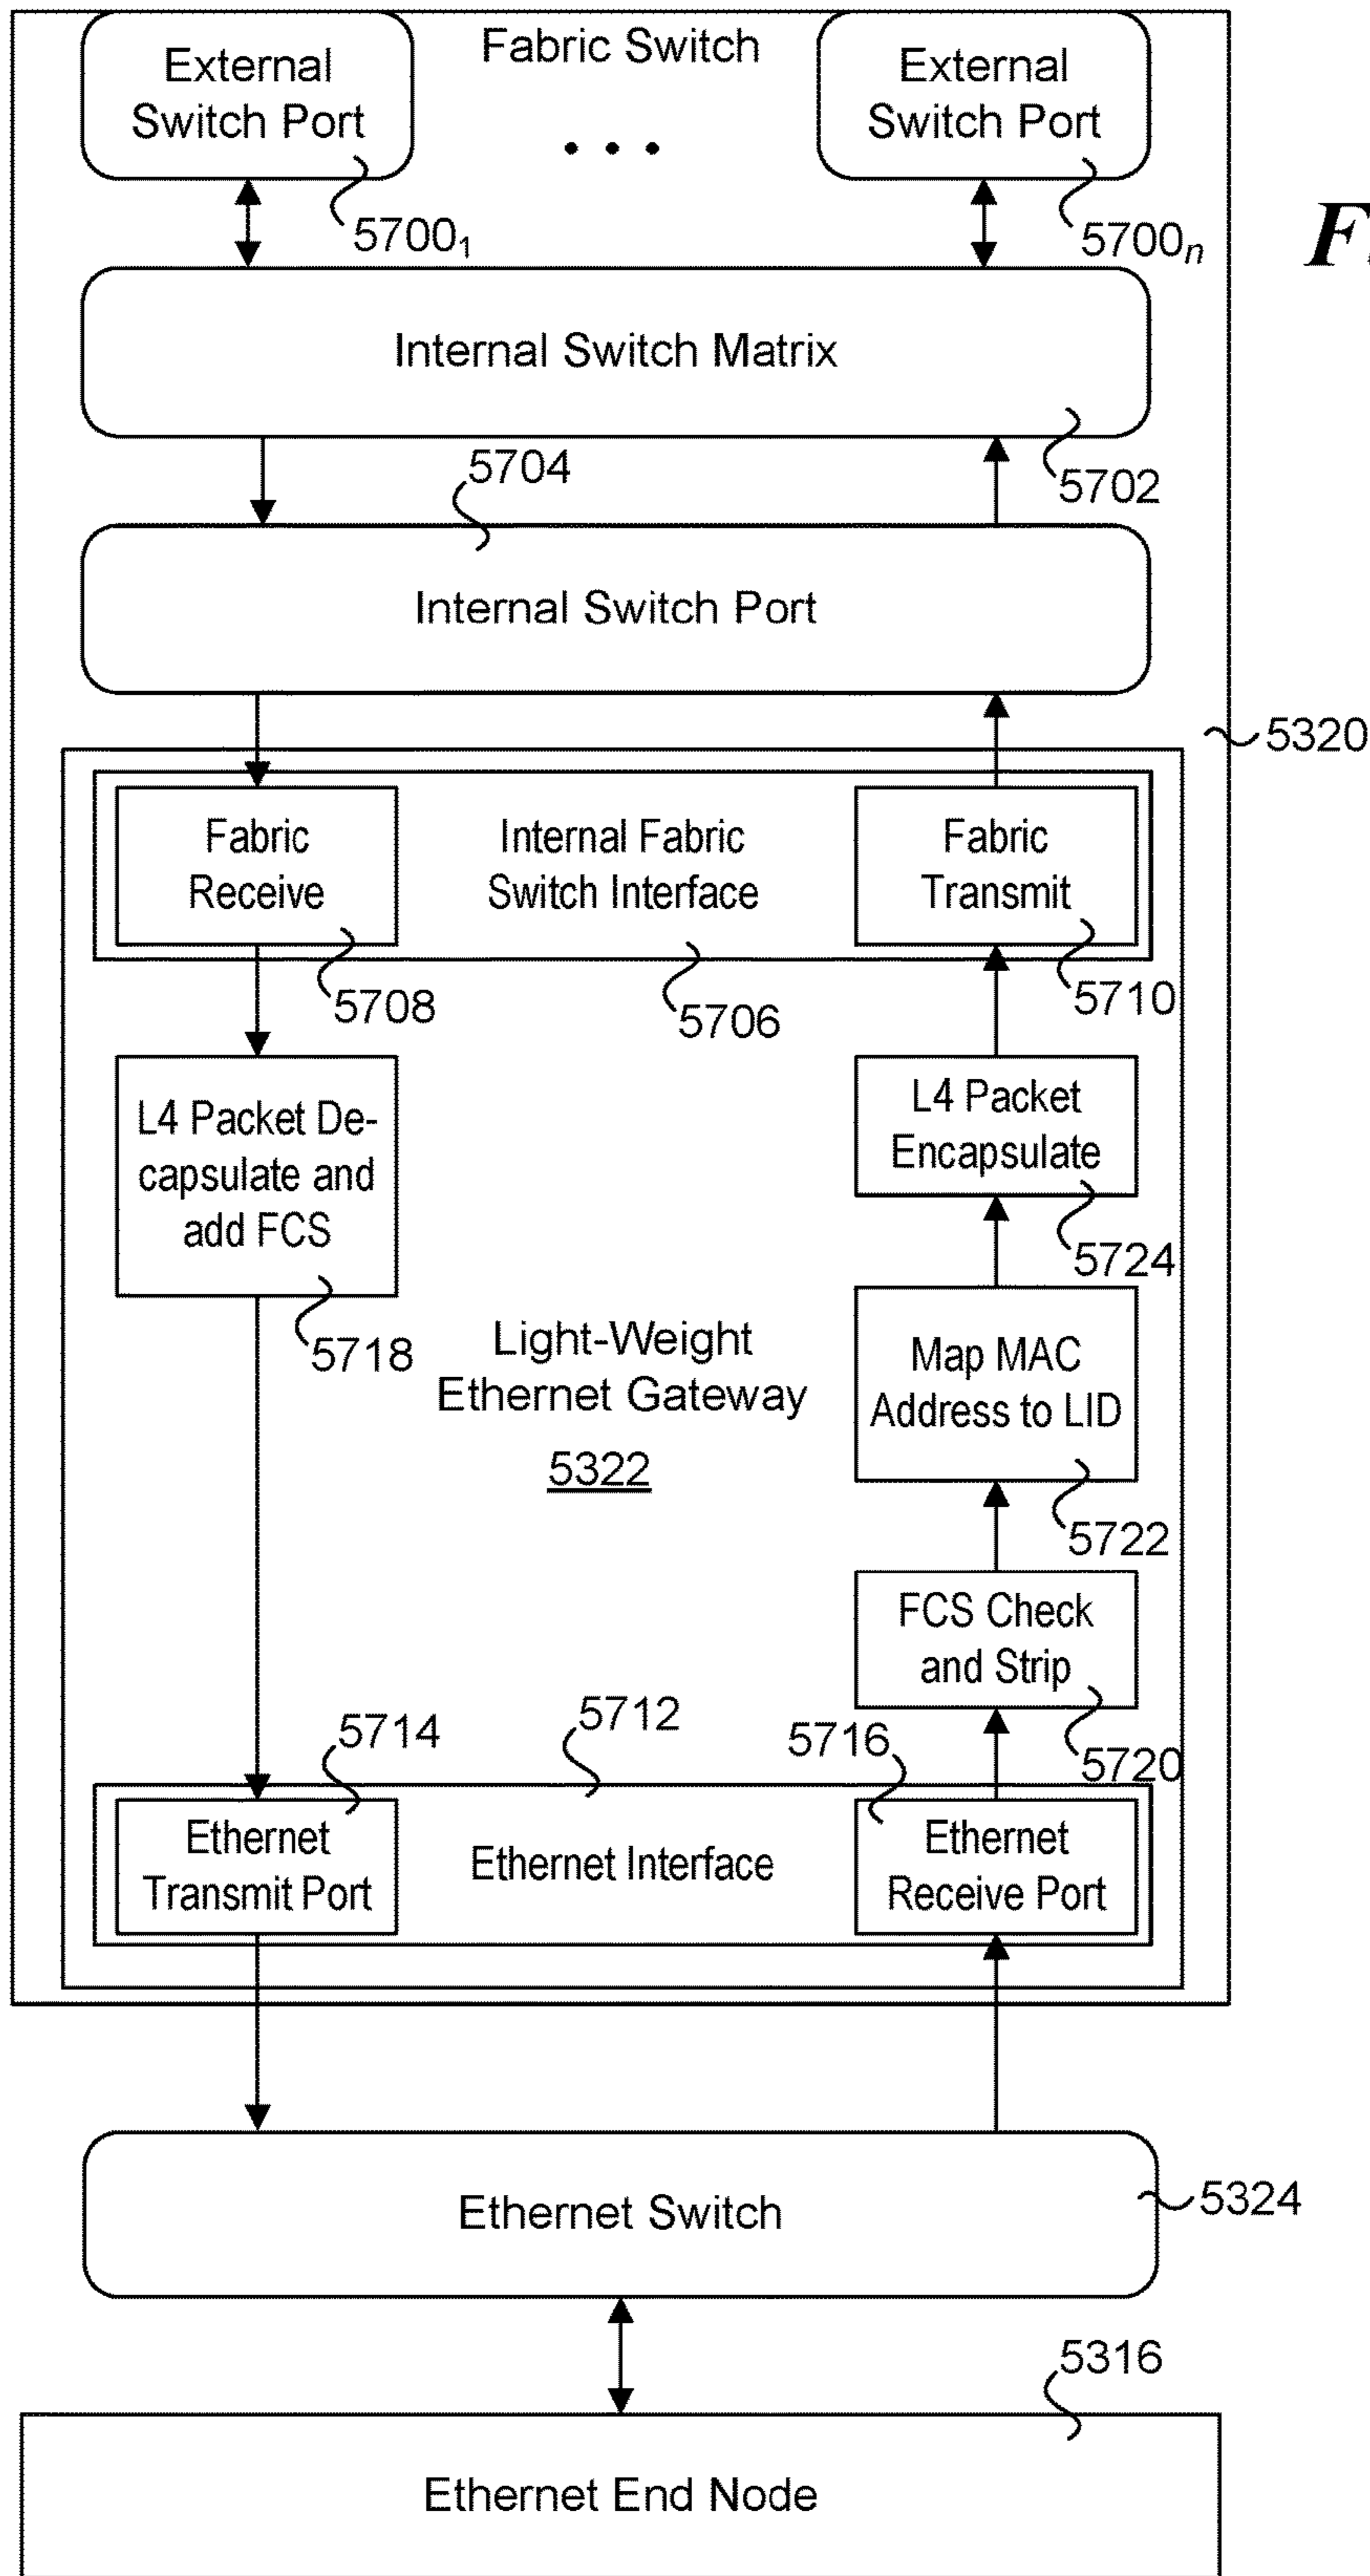 External
Switch Port
Fabric Switch
External
Switch Port
. . .
5700₁
5700ₙ
F
Internal Switch Matrix
5702
5704
Internal Switch Port
5320
Fabric
Receive
Internal Fabric
Switch Interface
Fabric
Transmit
5708
5706
5710
L4 Packet De-
capsulate and
add FCS
L4 Packet
Encapsulate
5724
5718
Light-Weight
Ethernet Gateway
5322
Map MAC
Address to LID
5722
FCS Check
and Strip
5720
5714
5712
5716
Ethernet
Transmit Port
Ethernet Interface
Ethernet
Receive Port
Ethernet Switch
5324
5316
Ethernet End Node